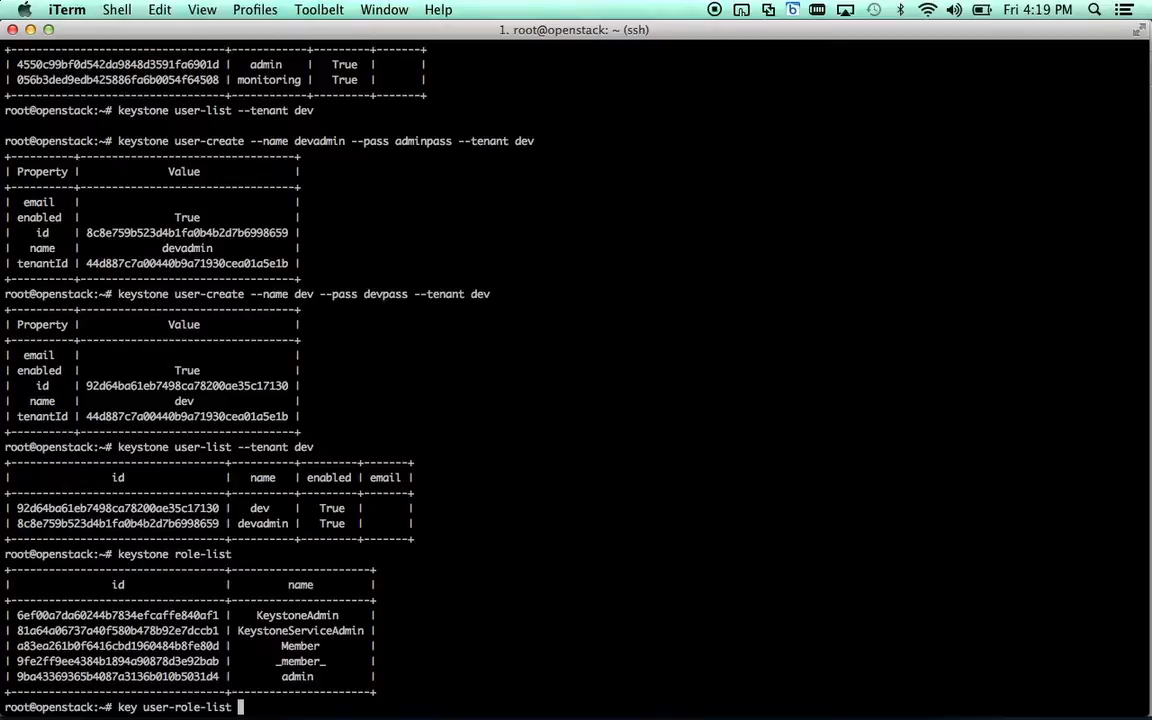 iTerm Shell Edit View Profiles Toolbelt Window Help Fri 4:19 PM
1. root@openstack: ~ (ssh)
+----------------------------------+------------+---------+-------+
| 4550c99bf0d542da9848d3591fa6901d | admin | True | |
| 056b3ded9edb425886fa6b0054f64508 | monitoring | True | |
+----------------------------------+------------+---------+-------+
root@openstack:~# keystone user-list --tenant dev
root@openstack:~# keystone user-create --name devadmin --pass adminpass --tenant dev
+----------+----------------------------------+
| Property | Value |
+----------+----------------------------------+
| email | |
| enabled | True |
| id | 8c8e759b523d4b1fa0b4b2d7b6998659 |
| name | devadmin |
| tenantId | 44d887c7a00440b9a71930cea01a5e1b |
+----------+----------------------------------+
root@openstack:~# keystone user-create --name dev --pass devpass --tenant dev
+----------+----------------------------------+
| Property | Value |
+----------+----------------------------------+
| email | |
| enabled | True |
| id | 92d64ba61eb7498ca78200ae35c17130 |
| name | dev |
| tenantId | 44d887c7a00440b9a71930cea01a5e1b |
+----------+----------------------------------+
root@openstack:~# keystone user-list --tenant dev
+----------------------------------+----------+---------+-------+
| id | name | enabled | email |
+----------------------------------+----------+---------+-------+
| 92d64ba61eb7498ca78200ae35c17130 | dev | True | |
| 8c8e759b523d4b1fa0b4b2d7b6998659 | devadmin | True | |
+----------------------------------+----------+---------+-------+
root@openstack:~# keystone role-list
+----------------------------------+----------------------+
| id | name |
+----------------------------------+----------------------+
| 6ef00a7da60244b7834efcaffe840af1 | KeystoneAdmin |
| 81a64a06737a40f580b478b92e7dccb1 | KeystoneServiceAdmin |
| a83ea261b0f6416cbd1960484b8fe80d | Member |
| 9fe2ff9ee4384b1894a90878d3e92bab | _member_ |
| 9ba43369365b4087a3136b010b5031d4 | admin |
+----------------------------------+----------------------+
root@openstack:~# key user-role-list